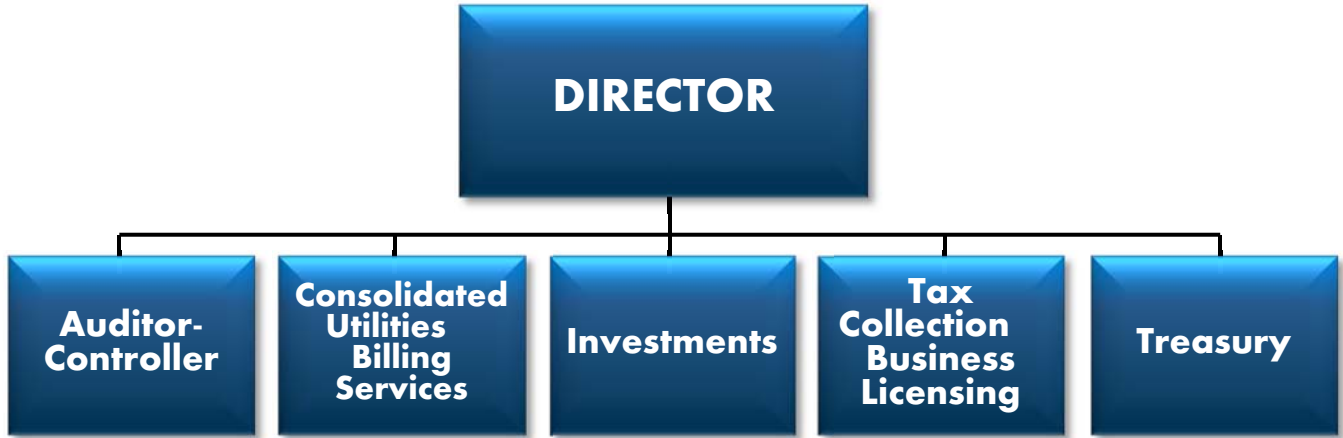 DIRECTOR
Auditor-
Controller
Consolidated
Utilities
Billing
Services
Investments
Tax
Collection
Business
Licensing
Treasury